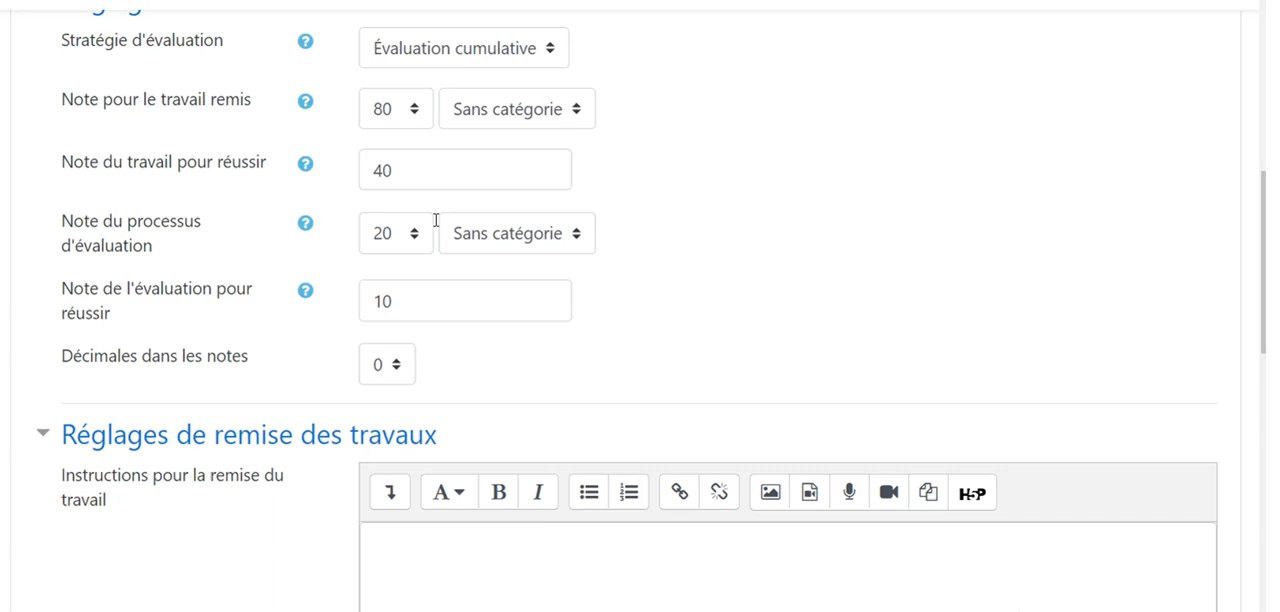 Stratégie d'évaluation
Évaluation cumulative
Note pour le travail remis
80 Sans catégorie
Note du travail pour réussir
40
Note du processus
d'évaluation
20 Sans catégorie
Note de l'évaluation pour
réussir
10
Décimales dans les notes
0
Réglages de remise des travaux
Instructions pour la remise du
travail
A B I
H5P